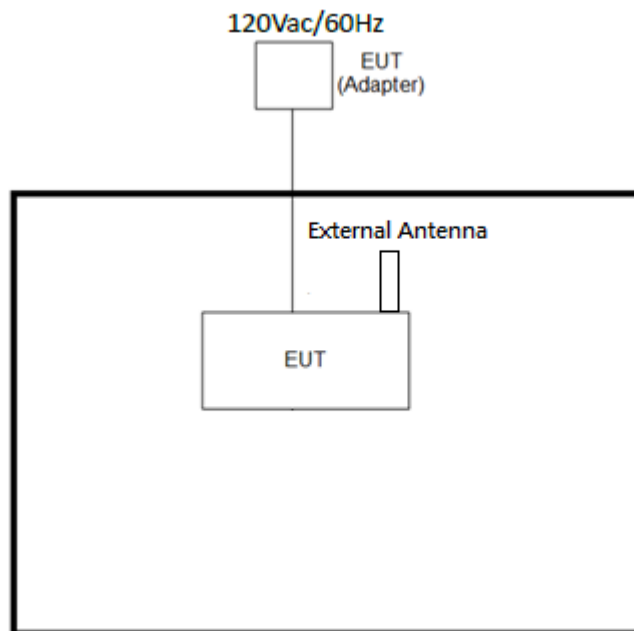 120Vac/60Hz
EUT
(Adapter)
External Antenna
EUT